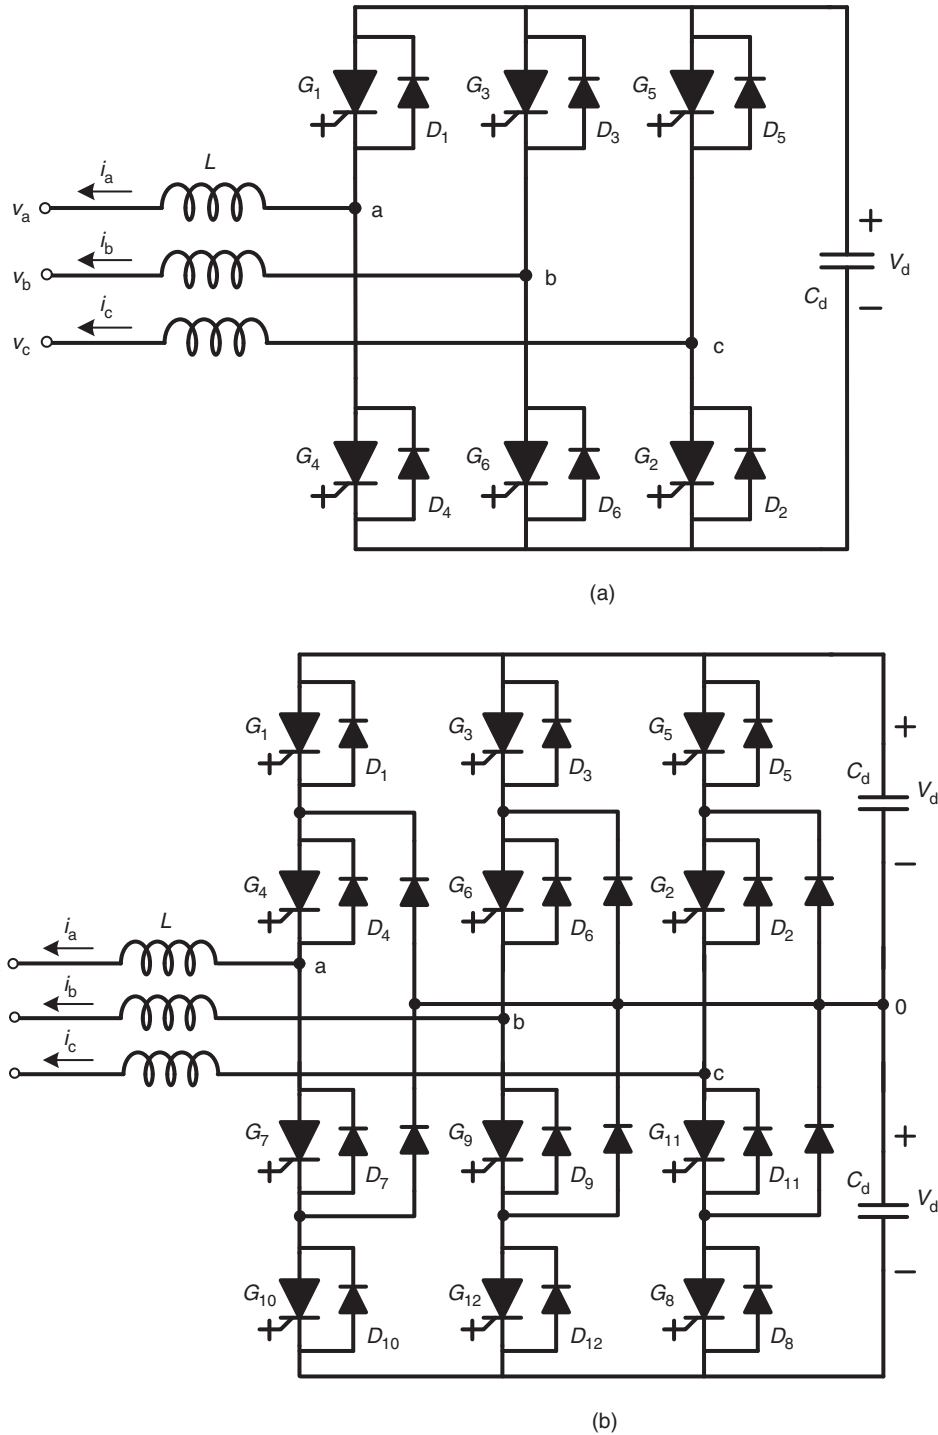 G1 G3 G5
D1 D3 D5
ia L
va a
ib
vb b
ic
vc c
+
Cd Vd
−
G4 G6 G2
D4 D6 D2
(a)
G1 G3 G5
D1 D3 D5
+
Cd Vd
−
G4 G6 G2
D4 D6 D2
ia L
a
ib
b
0
ic
c
G7 G9 G11
D7 D9 D11
+
Cd Vd
−
G10 G12 G8
D10 D12 D8
(b)